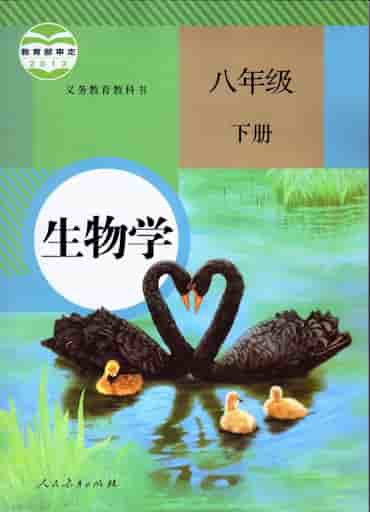 教育部审定
2013
义务教育教科书
八年级
下册
生物学
人民教育出版社